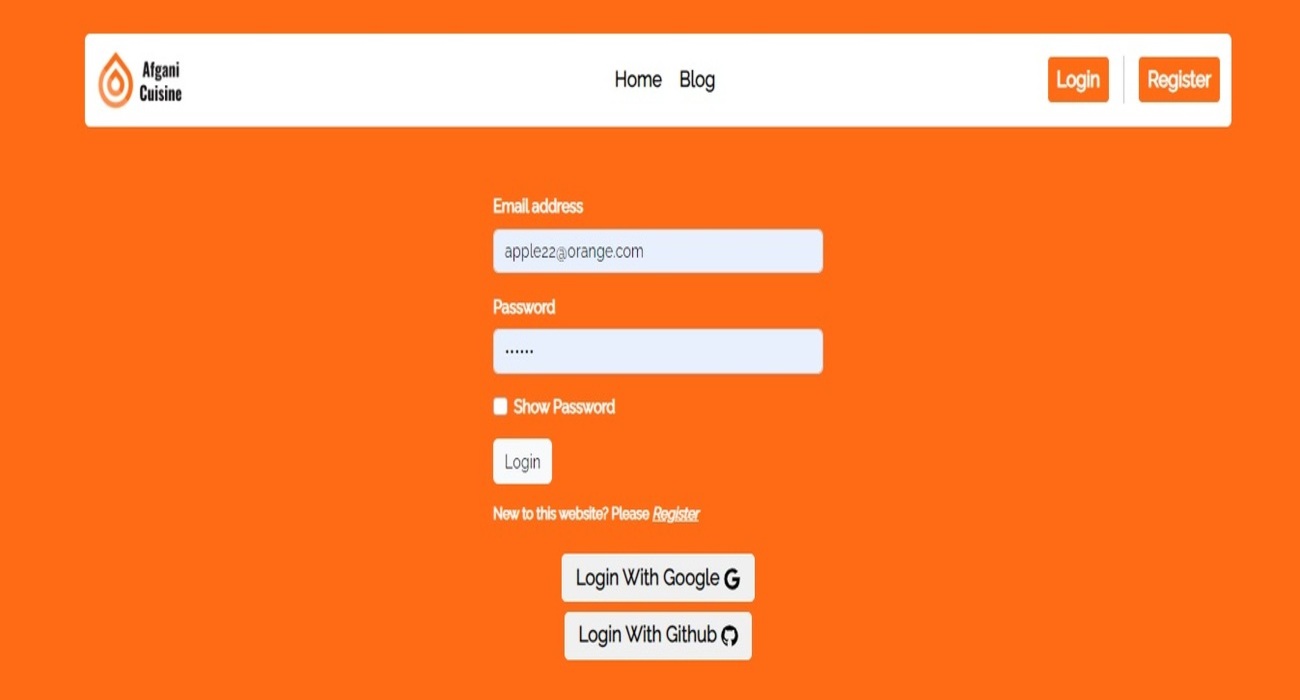 Afgani
Cuisine
Home Blog
Login Register
Email address
apple22@orange.com
Password
••••••
Show Password
Login
New to this website? Please Register
Login With Google G
Login With Github